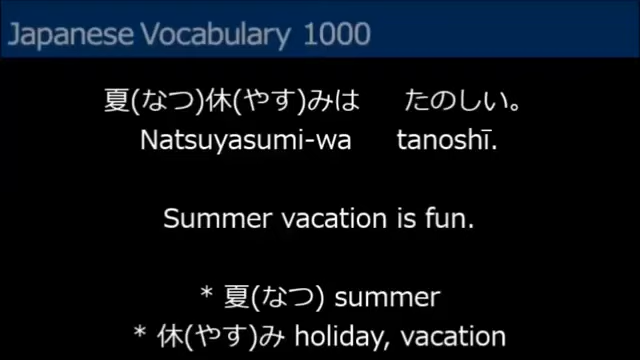 Japanese Vocabulary 1000
夏(なつ)休(やす)みは たのしい。
Natsuyasumi-wa tanoshī.
Summer vacation is fun.
* 夏(なつ) summer
* 休(やす)み holiday, vacation